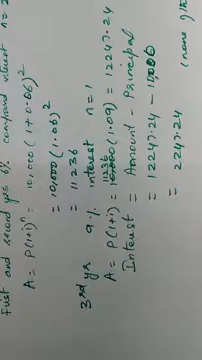 First and second yrs 6% compound interest n = 2
A = P(1+i)^n = 10,000 (1+0.06)^2
= 10,000 (1.06)^2
= 11236
3rd yr 9% interest n = 1
A = P(1+i) = 11236 (1.09) = 12247.24
Interest = Amount - Principal
= 12247.24 - 10,000
= 2247.24